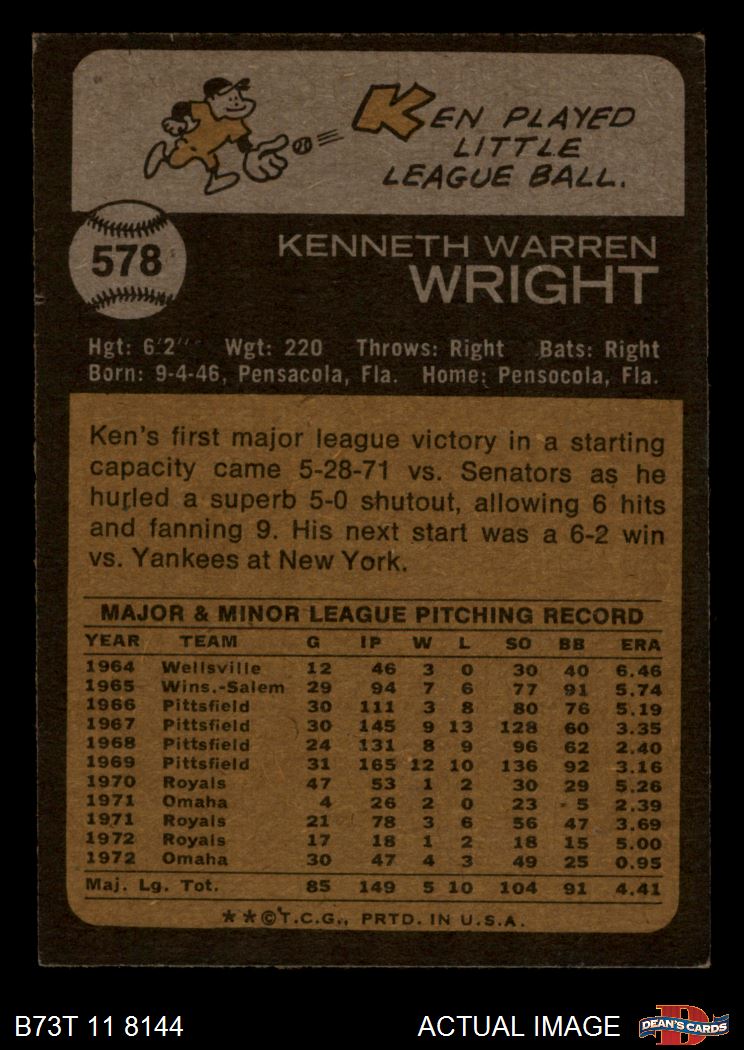 KEN PLAYED
LITTLE
LEAGUE BALL.
578
KENNETH WARREN
WRIGHT
Hgt: 6'2" Wgt: 220 Throws: Right Bats: Right
Born: 9-4-46, Pensacola, Fla. Home: Pensocola, Fla.
Ken's first major league victory in a starting
capacity came 5-28-71 vs. Senators as he
hurled a superb 5-0 shutout, allowing 6 hits
and fanning 9. His next start was a 6-2 win
vs. Yankees at New York.
MAJOR & MINOR LEAGUE PITCHING RECORD
YEAR TEAM G IP W L SO BB ERA
1964 Wellsville 12 46 3 0 30 40 6.46
1965 Wins.-Salem 29 94 7 6 77 91 5.74
1966 Pittsfield 30 111 3 8 80 76 5.19
1967 Pittsfield 30 145 9 13 128 60 3.35
1968 Pittsfield 24 131 8 9 96 62 2.40
1969 Pittsfield 31 165 12 10 136 92 3.16
1970 Royals 47 53 1 2 30 29 5.26
1971 Omaha 4 26 2 0 23 5 2.39
1971 Royals 21 78 3 6 56 47 3.69
1972 Royals 17 18 1 2 18 15 5.00
1972 Omaha 30 47 4 3 49 25 0.95
Maj. Lg. Tot. 85 149 5 10 104 91 4.41
**©T.C.G., PRTD. IN U.S.A.
B73T 11 8144 ACTUAL IMAGE DEAN'S CARDS